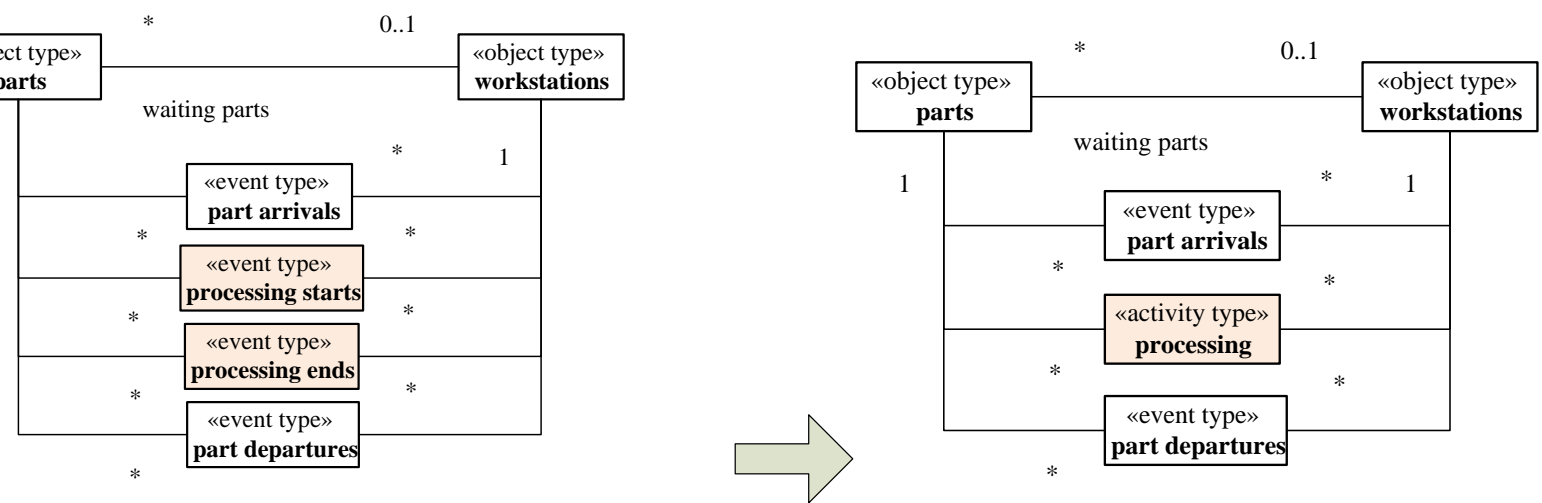 * 0..1
ect type»
parts
«object type»
workstations
waiting parts
* 1
«event type»
part arrivals
* *
«event type»
processing starts
* *
«event type»
processing ends
* *
«event type»
part departures
*
* 0..1
«object type»
parts
«object type»
workstations
waiting parts
1 * 1
«event type»
part arrivals
* *
«activity type»
processing
* *
«event type»
part departures
*